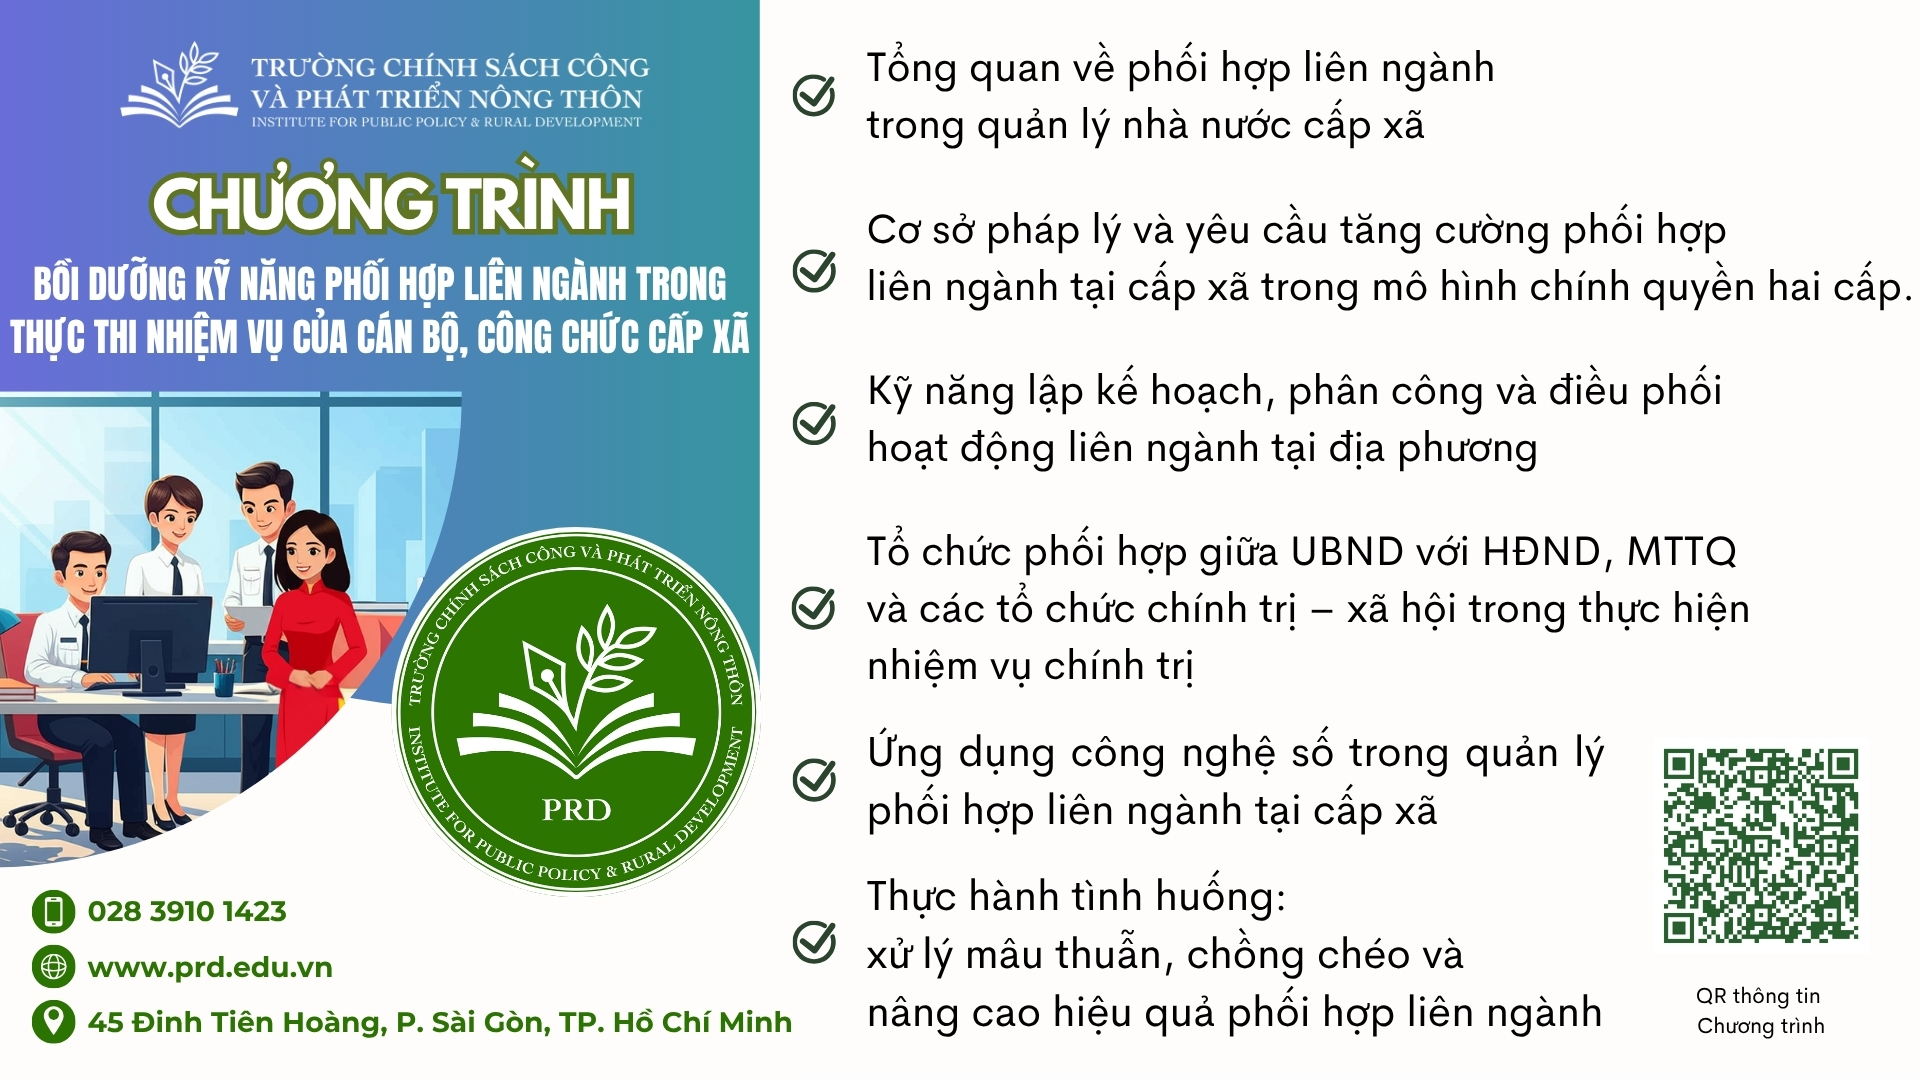 TRƯỜNG CHÍNH SÁCH CÔNG
VÀ PHÁT TRIỂN NÔNG THÔN
INSTITUTE FOR PUBLIC POLICY & RURAL DEVELOPMENT
CHƯƠNG TRÌNH
BỒI DƯỠNG KỸ NĂNG PHỐI HỢP LIÊN NGÀNH TRONG
THỰC THI NHIỆM VỤ CỦA CÁN BỘ, CÔNG CHỨC CẤP XÃ
TRƯỜNG CHÍNH SÁCH CÔNG VÀ PHÁT TRIỂN NÔNG THÔN
PRD
INSTITUTE FOR PUBLIC POLICY & RURAL DEVELOPMENT
028 3910 1423
www.prd.edu.vn
45 Đinh Tiên Hoàng, P. Sài Gòn, TP. Hồ Chí Minh
Tổng quan về phối hợp liên ngành
trong quản lý nhà nước cấp xã
Cơ sở pháp lý và yêu cầu tăng cường phối hợp
liên ngành tại cấp xã trong mô hình chính quyền hai cấp.
Kỹ năng lập kế hoạch, phân công và điều phối
hoạt động liên ngành tại địa phương
Tổ chức phối hợp giữa UBND với HĐND, MTTQ
và các tổ chức chính trị – xã hội trong thực hiện
nhiệm vụ chính trị
Ứng dụng công nghệ số trong quản lý
phối hợp liên ngành tại cấp xã
Thực hành tình huống:
xử lý mâu thuẫn, chồng chéo và
nâng cao hiệu quả phối hợp liên ngành
QR thông tin
Chương trình